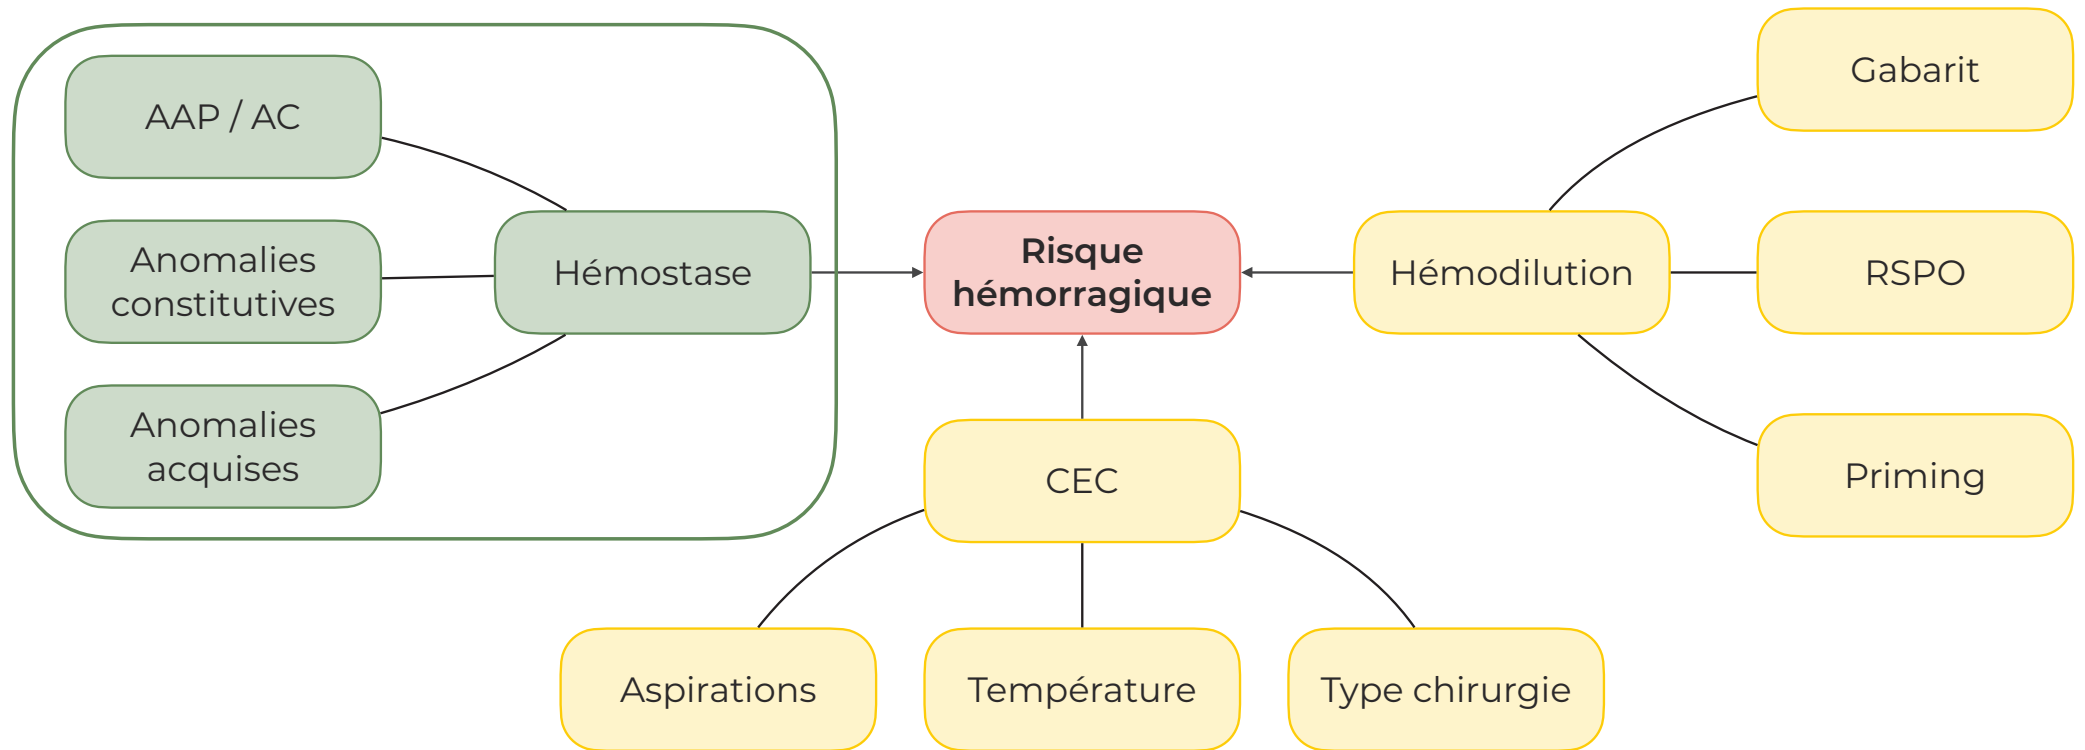 AAP / AC
Anomalies
constitutives
Anomalies
acquises
Hémostase
Risque
hémorragique
Hémodilution
Gabarit
RSPO
Priming
CEC
Aspirations
Température
Type chirurgie